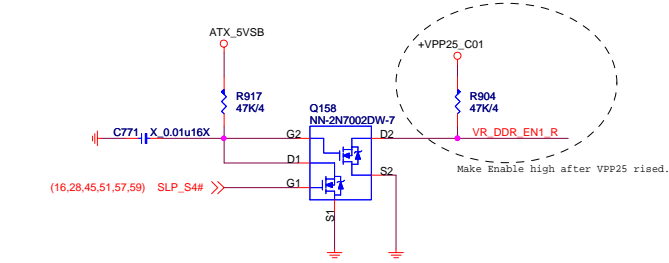 ATX_5VSB
+VPP25_C01
R917
47K/4
R904
47K/4
Q158
NN-2N7002DW-7
C771 X_0.01u16X
G2
D2
VR_DDR_EN1_R
D1
S2
Make Enable high after VPP25 rised.
(16,28,45,51,57,59) SLP_S4#
G1
S1